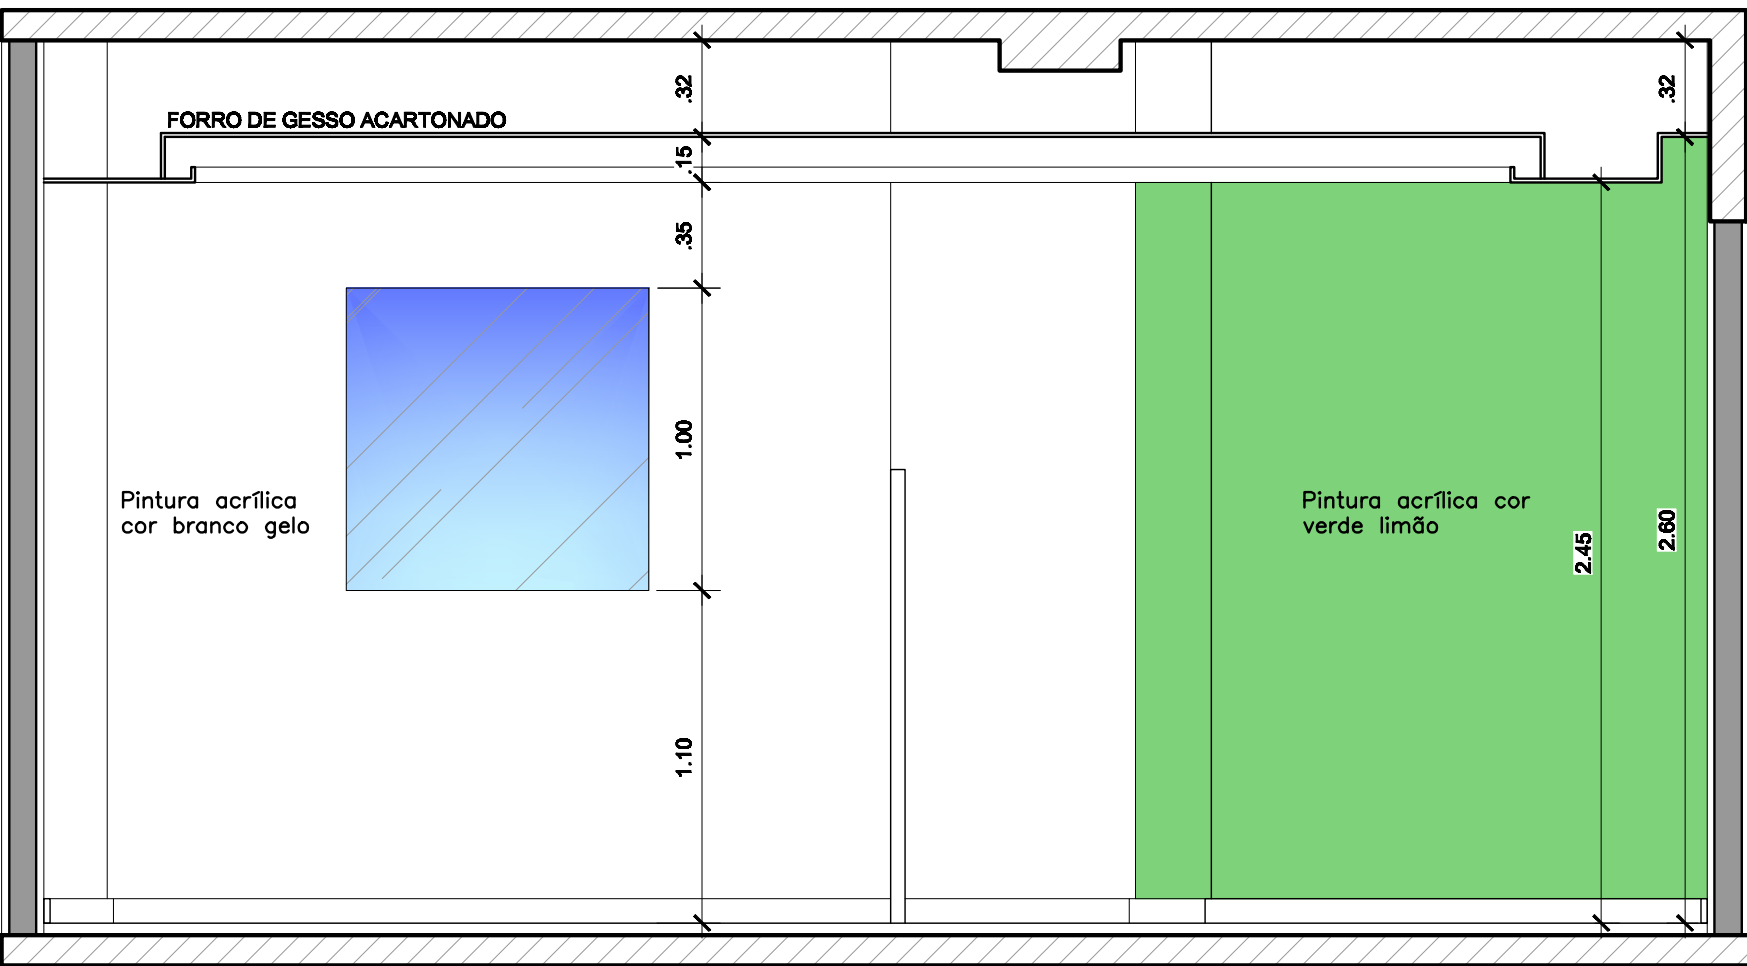 .32
.32
FORRO DE GESSO ACARTONADO
.15
.35
1.00
Pintura acrílica
cor branco gelo
Pintura acrílica cor
verde limão
2.45
2.60
1.10